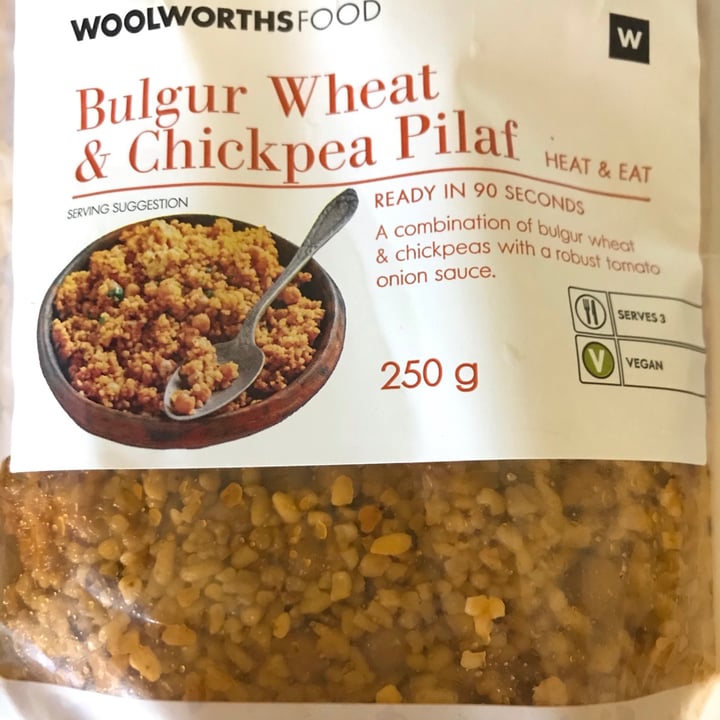 WOOLWORTHSFOOD
W
Bulgur Wheat
& Chickpea Pilaf
HEAT & EAT
SERVING SUGGESTION
READY IN 90 SECONDS
A combination of bulgur wheat
& chickpeas with a robust tomato
onion sauce.
SERVES 3
V
VEGAN
250 g